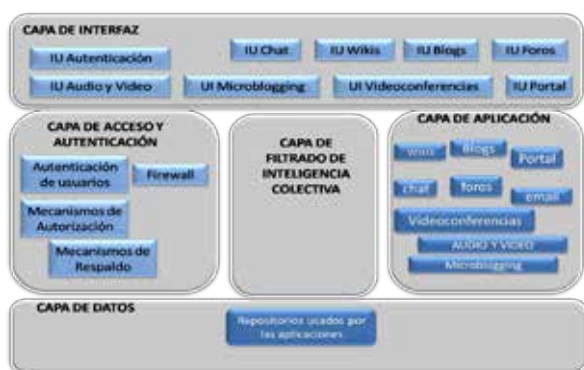 CAPA DE INTERFAZ
IU Autenticación
IU Chat
IU Wikis
IU Blogs
IU Foros
IU Audio y Video
UI Microblogging
UI Videoconferencias
IU Portal
CAPA DE ACCESO Y
AUTENTICACIÓN
Autenticación
de usuarios
Firewall
Mecanismos de
Autorización
Mecanismos de
Respaldo
CAPA DE
FILTRADO DE
INTELIGENCIA
COLECTIVA
CAPA DE APLICACIÓN
wikis
Blogs
Portal
chat
foros
email
Videoconferencias
AUDIO Y VIDEO
Microblogging
CAPA DE DATOS
Repositorios usados por
las aplicaciones